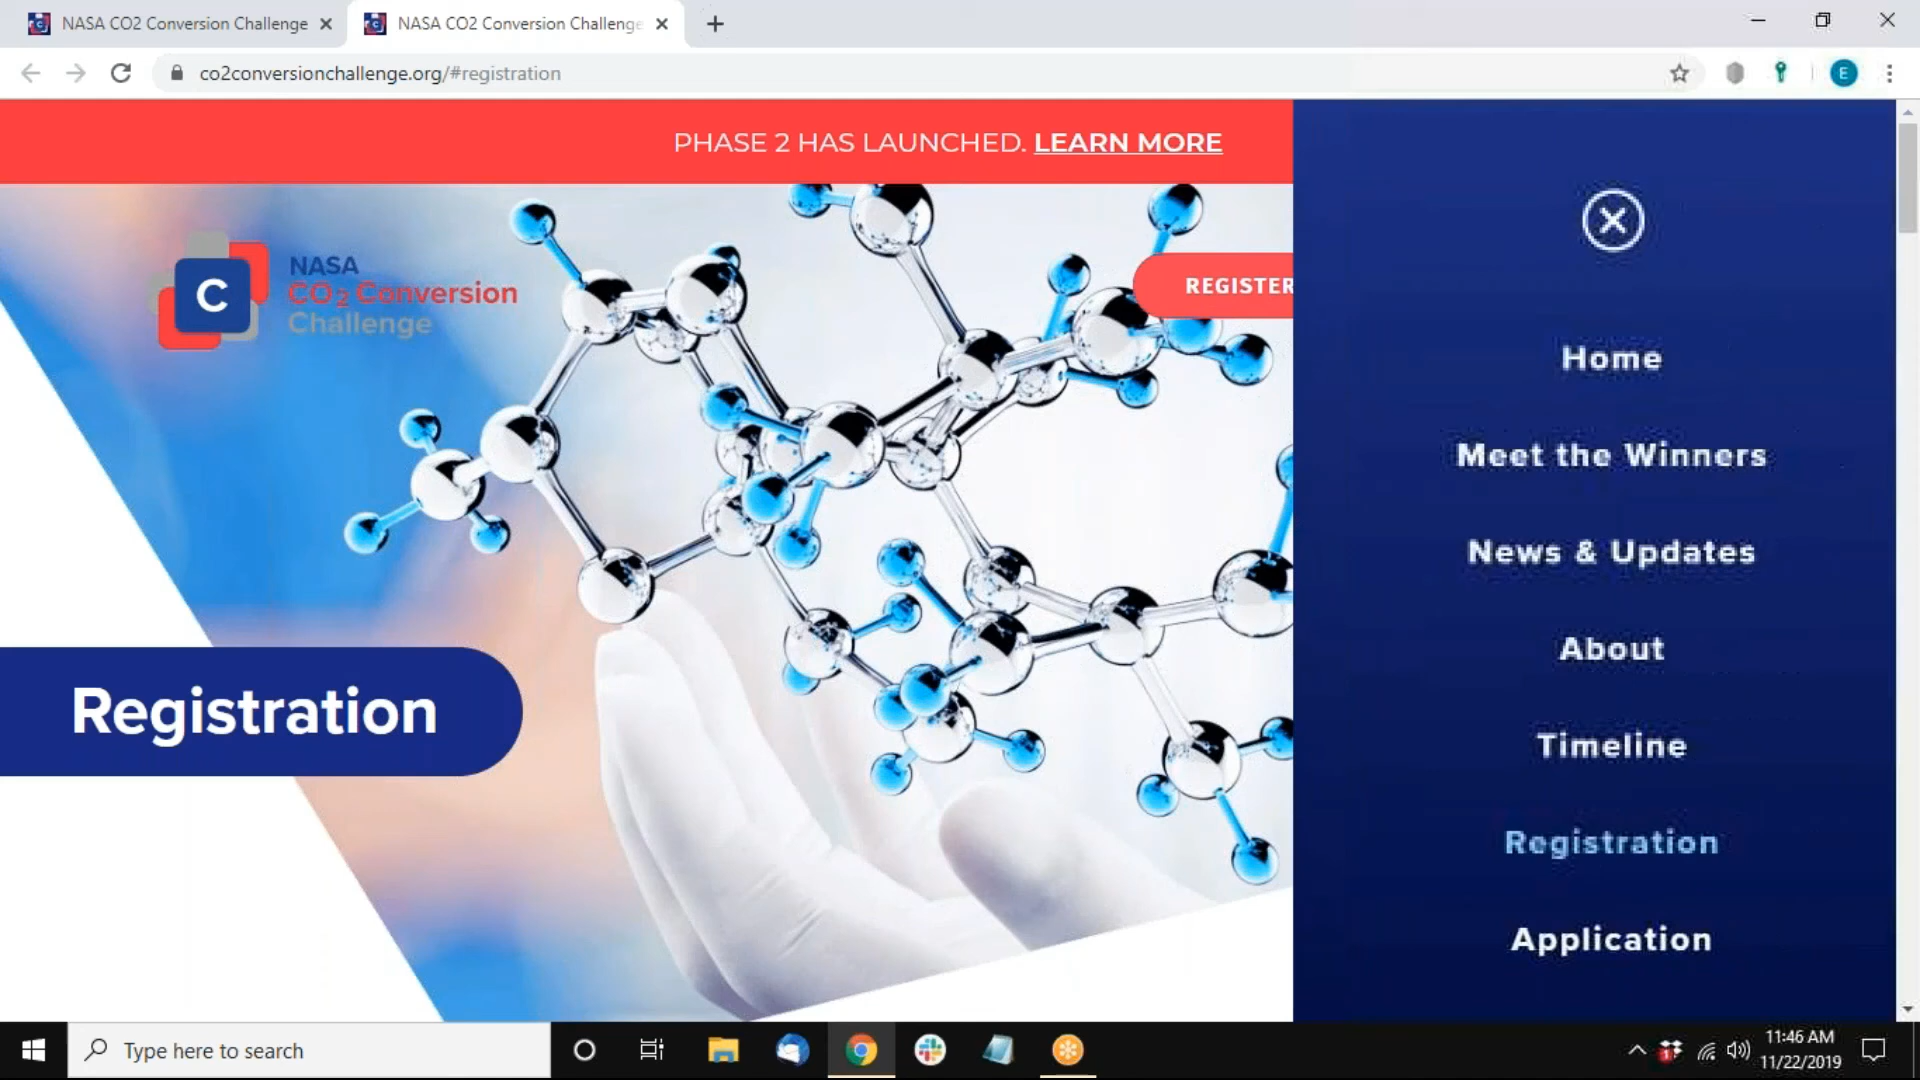 NASA CO2 Conversion Challenge
NASA CO2 Conversion Challenge
co2conversionchallenge.org/#registration
E
PHASE 2 HAS LAUNCHED. LEARN MORE
C
NASA
CO2 Conversion
Challenge
REGISTER
Registration
Home
Meet the Winners
News & Updates
About
Timeline
Registration
Application
Type here to search
1
11:46 AM
11/22/2019